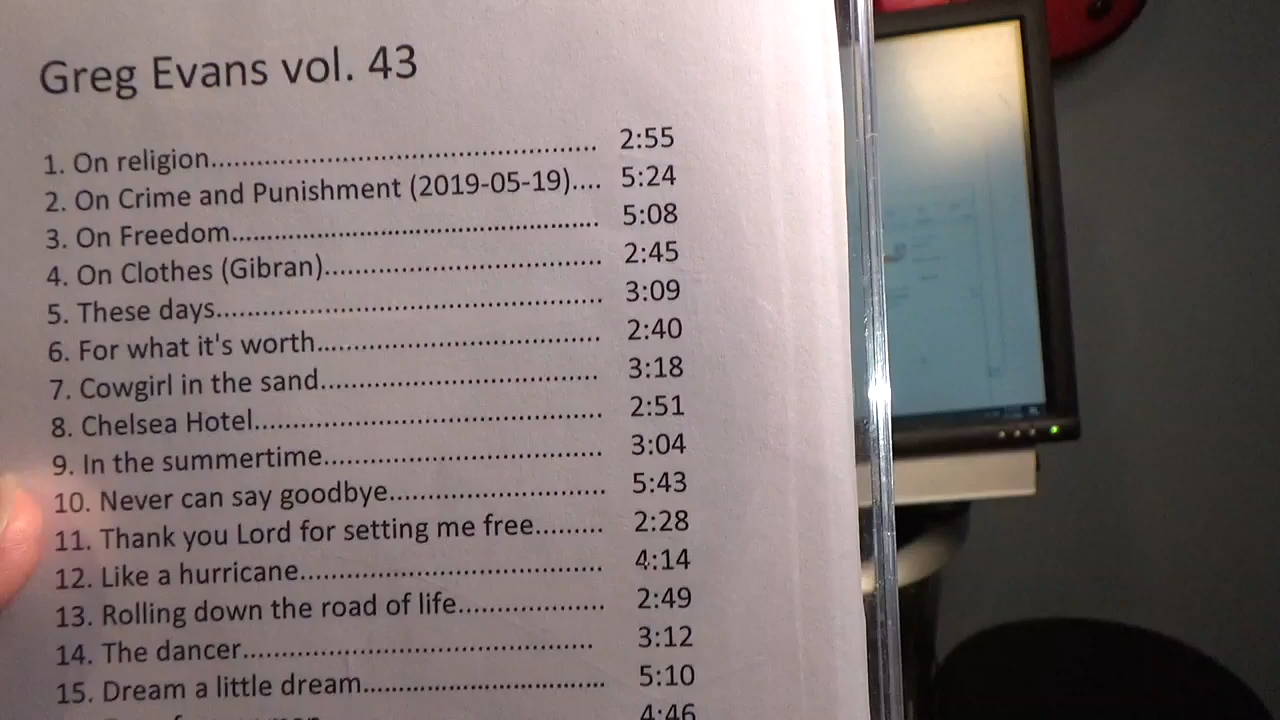 Greg Evans vol. 43
1. On religion.................................................. 2:55
2. On Crime and Punishment (2019-05-19).... 5:24
3. On Freedom................................................ 5:08
4. On Clothes (Gibran).................................... 2:45
5. These days.................................................. 3:09
6. For what it's worth..................................... 2:40
7. Cowgirl in the sand.................................... 3:18
8. Chelsea Hotel.............................................. 2:51
9. In the summertime..................................... 3:04
10. Never can say goodbye............................. 5:43
11. Thank you Lord for setting me free......... 2:28
12. Like a hurricane........................................ 4:14
13. Rolling down the road of life................... 2:49
14. The dancer.............................................. 3:12
15. Dream a little dream................................ 5:10
4:46